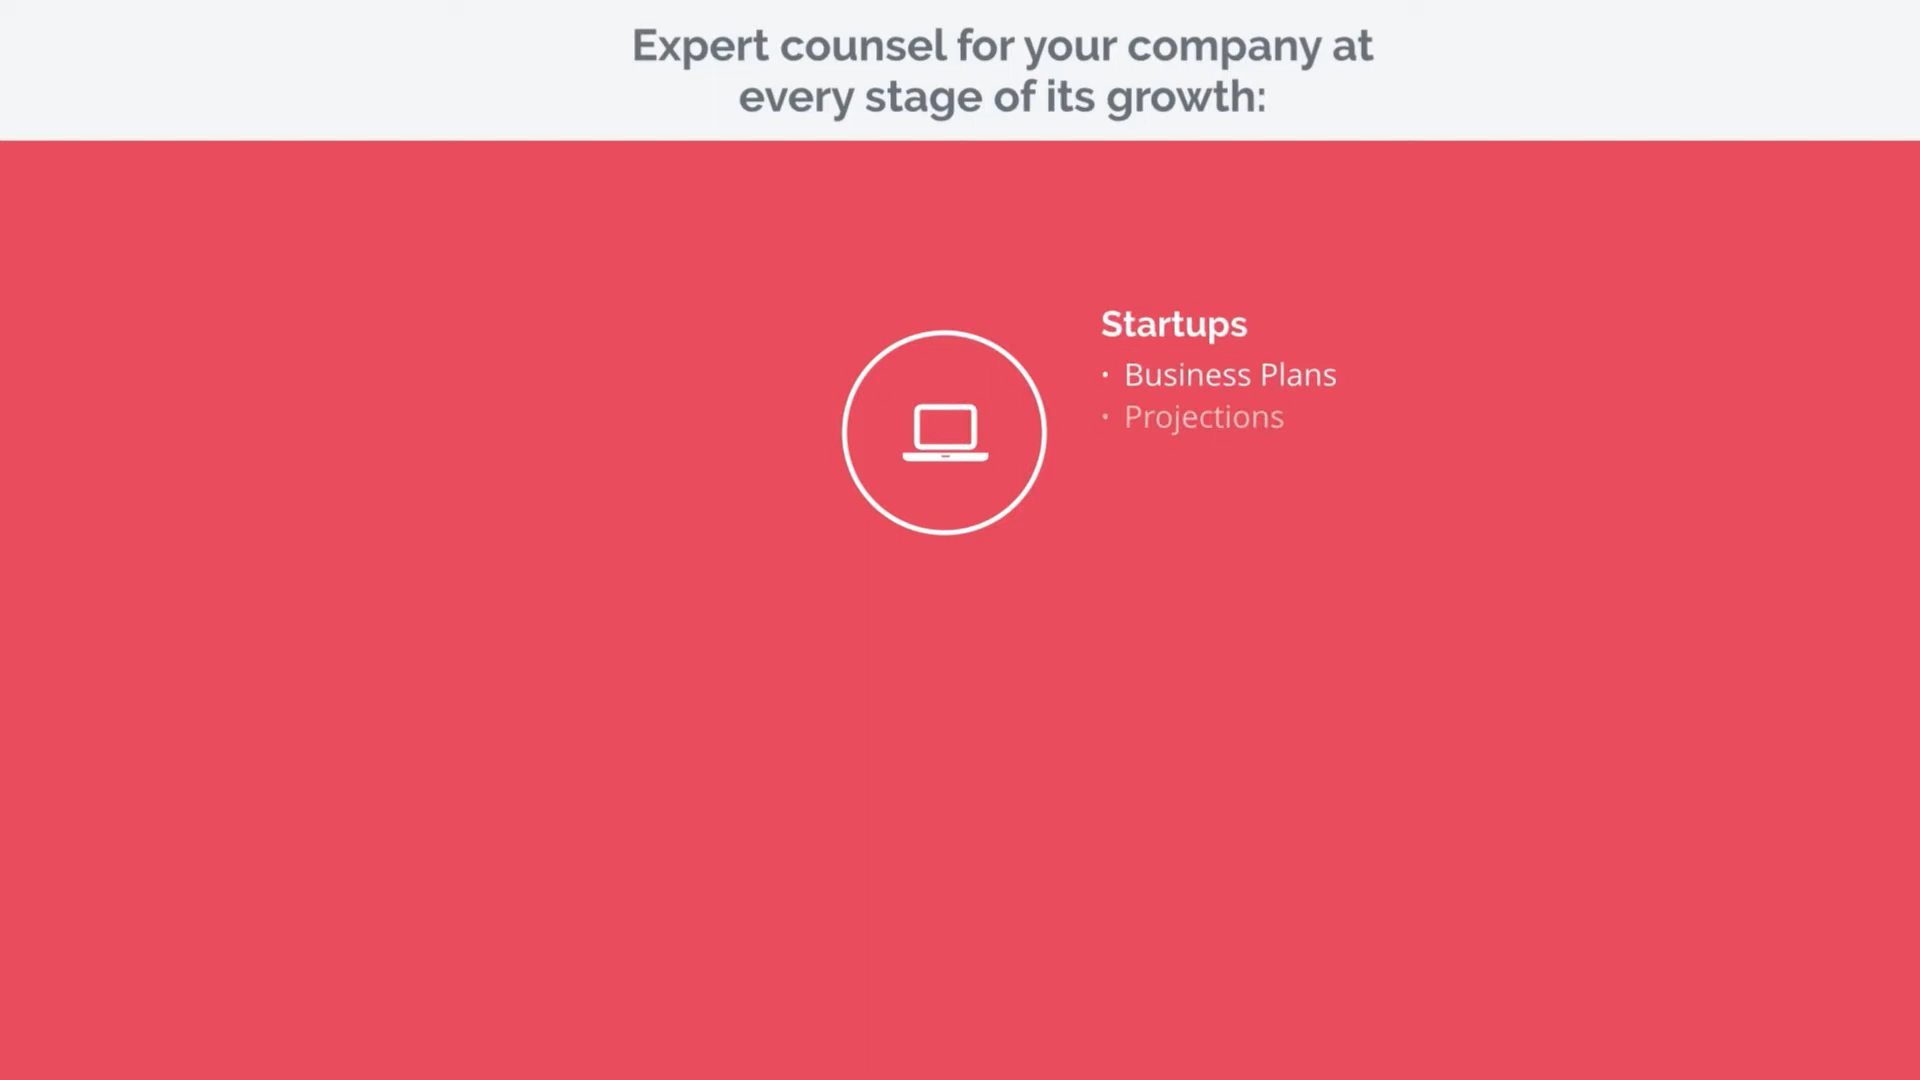 Expert counsel for your company at
every stage of its growth:
Startups
· Business Plans
· Projections